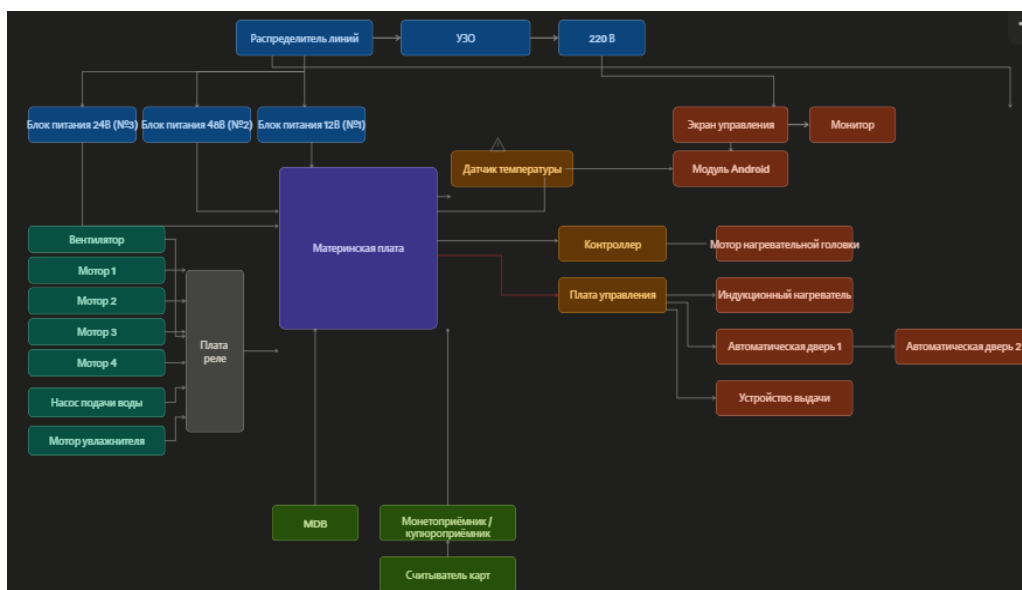 Распределитель линий
УЗО
220 В
Блок питания 24В (№3)
Блок питания 48В (№2)
Блок питания 12В (№1)
Экран управления
Монитор
Датчик температуры
Модуль Android
Материнская плата
Вентилятор
Мотор 1
Мотор 2
Мотор 3
Мотор 4
Насос подачи воды
Мотор увлажнителя
Плата
реле
Контроллер
Мотор нагревательной головки
Плата управления
Индукционный нагреватель
Автоматическая дверь 1
Автоматическая дверь 2
Устройство выдачи
MDB
Монетоприёмник /
купюроприёмник
Считыватель карт